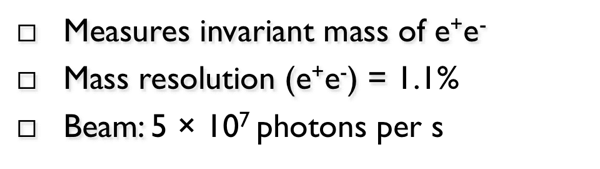 □ Measures invariant mass of e⁺e⁻
□ Mass resolution (e⁺e⁻) = 1.1%
□ Beam: 5 × 10⁷ photons per s